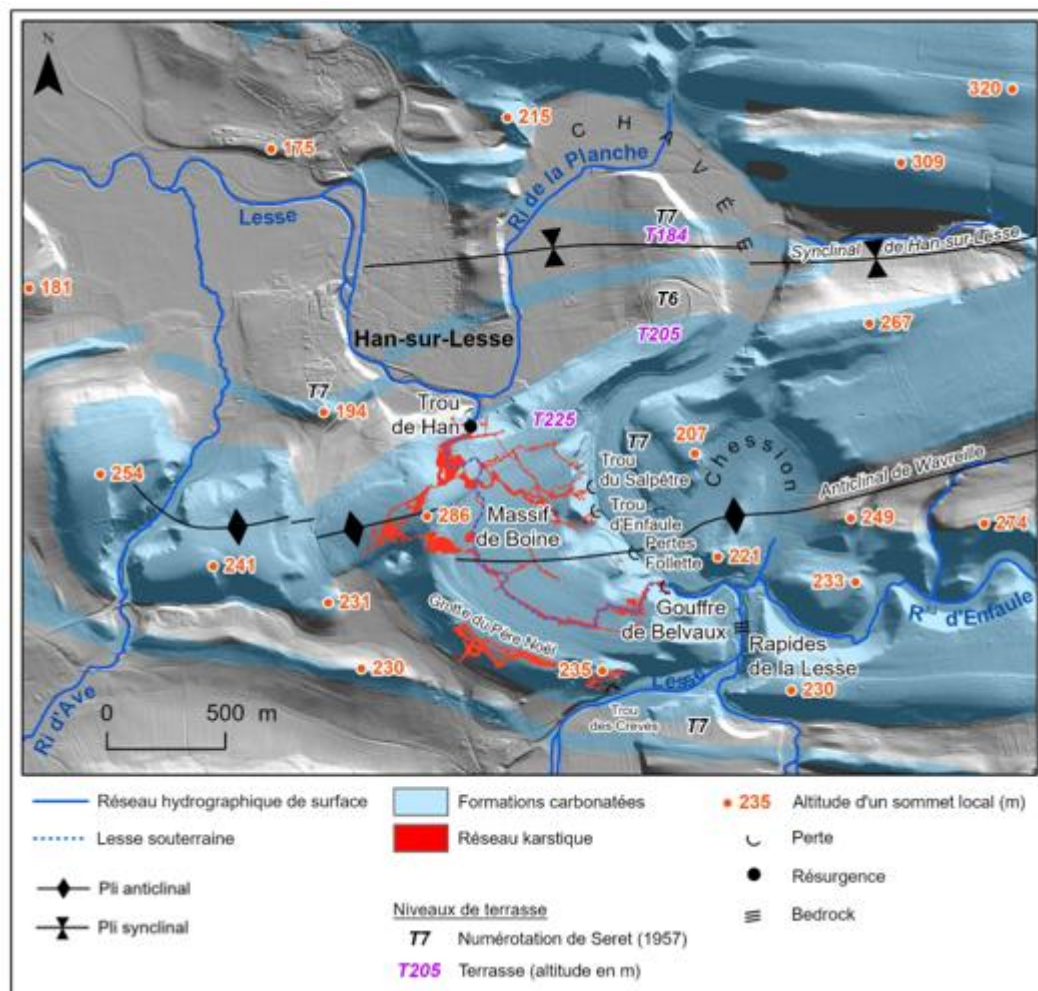 N
320
215
CHAVÉE
175
309
Ri de la Planche
Lesse
T7
T184
Synclinal de Han-sur-Lesse
181
T6
267
Han-sur-Lesse
T205
T7
194
Trou
de Han
T225
T7
207
Chession
Trou
du Salpêtre
Anticlinal de Wavreille
254
Trou
d'Enfaule
286
Massif
de Boine
249
274
Pertes
Follette
221
241
233
231
Gouffre
de Belvaux
d'Enfaule
Grotte du Père Noël
Rapides
de la Lesse
230
235
Lesse
230
Ri d'Ave
0 500 m
Trou
des Crevés
T7
Réseau hydrographique de surface
Lesse souterraine
Pli anticlinal
Pli synclinal
Formations carbonatées
Réseau karstique
Niveaux de terrasse
T7 Numérotation de Seret (1957)
T205 Terrasse (altitude en m)
235 Altitude d'un sommet local (m)
Perte
Résurgence
Bedrock